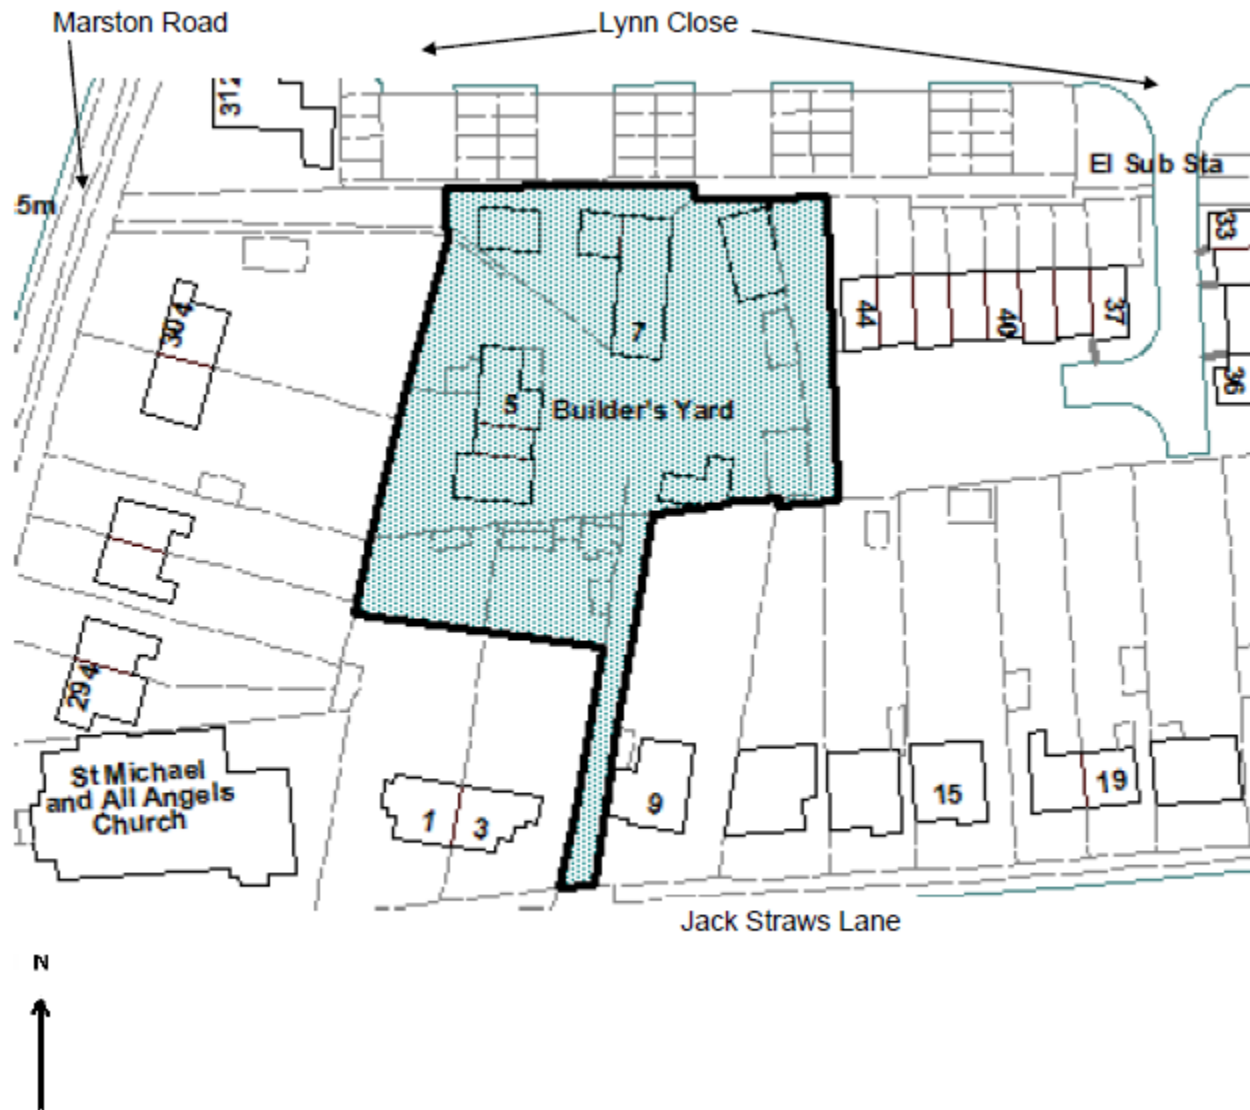 Marston Road
Lynn Close
312
El Sub Sta
5m
33
304
7
44
40
37
36
5
Builder's Yard
294
St Michael
and All Angels
Church
1
3
9
15
19
Jack Straws Lane
N